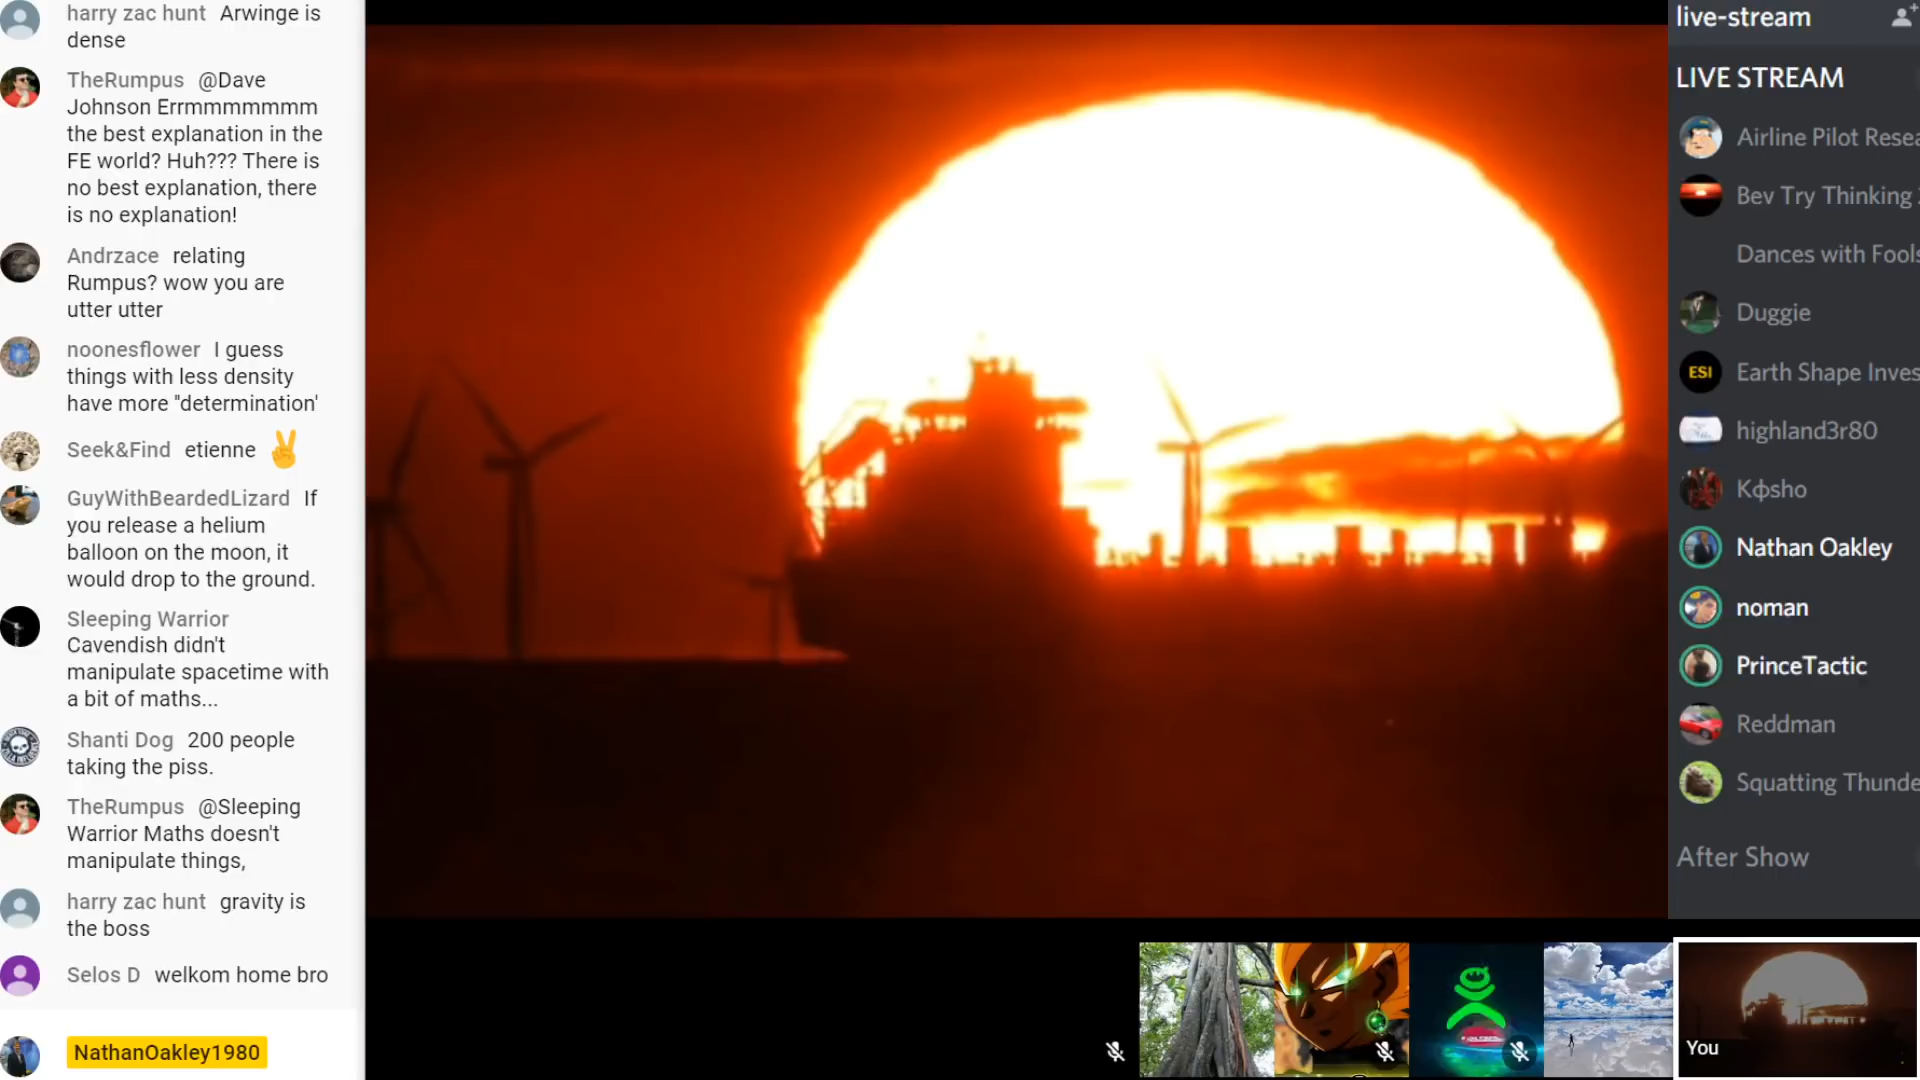 harry zac hunt Arwinge is
dense
TheRumpus @Dave
Johnson Errmmmmmmm
the best explanation in the
FE world? Huh??? There is
no best explanation, there
is no explanation!
Andrzace relating
Rumpus? wow you are
utter utter
noonesflower I guess
things with less density
have more "determination'
Seek&Find etienne ✌
GuyWithBeardedLizard If
you release a helium
balloon on the moon, it
would drop to the ground.
Sleeping Warrior
Cavendish didn't
manipulate spacetime with
a bit of maths...
Shanti Dog 200 people
taking the piss.
TheRumpus @Sleeping
Warrior Maths doesn't
manipulate things,
harry zac hunt gravity is
the boss
Selos D welkom home bro
NathanOakley1980
live-stream
LIVE STREAM
Airline Pilot Resea
Bev Try Thinking
Dances with Fools
Duggie
ESI Earth Shape Inves
highland3r80
Kφsho
Nathan Oakley
noman
PrinceTactic
Reddman
Squatting Thunde
After Show
You